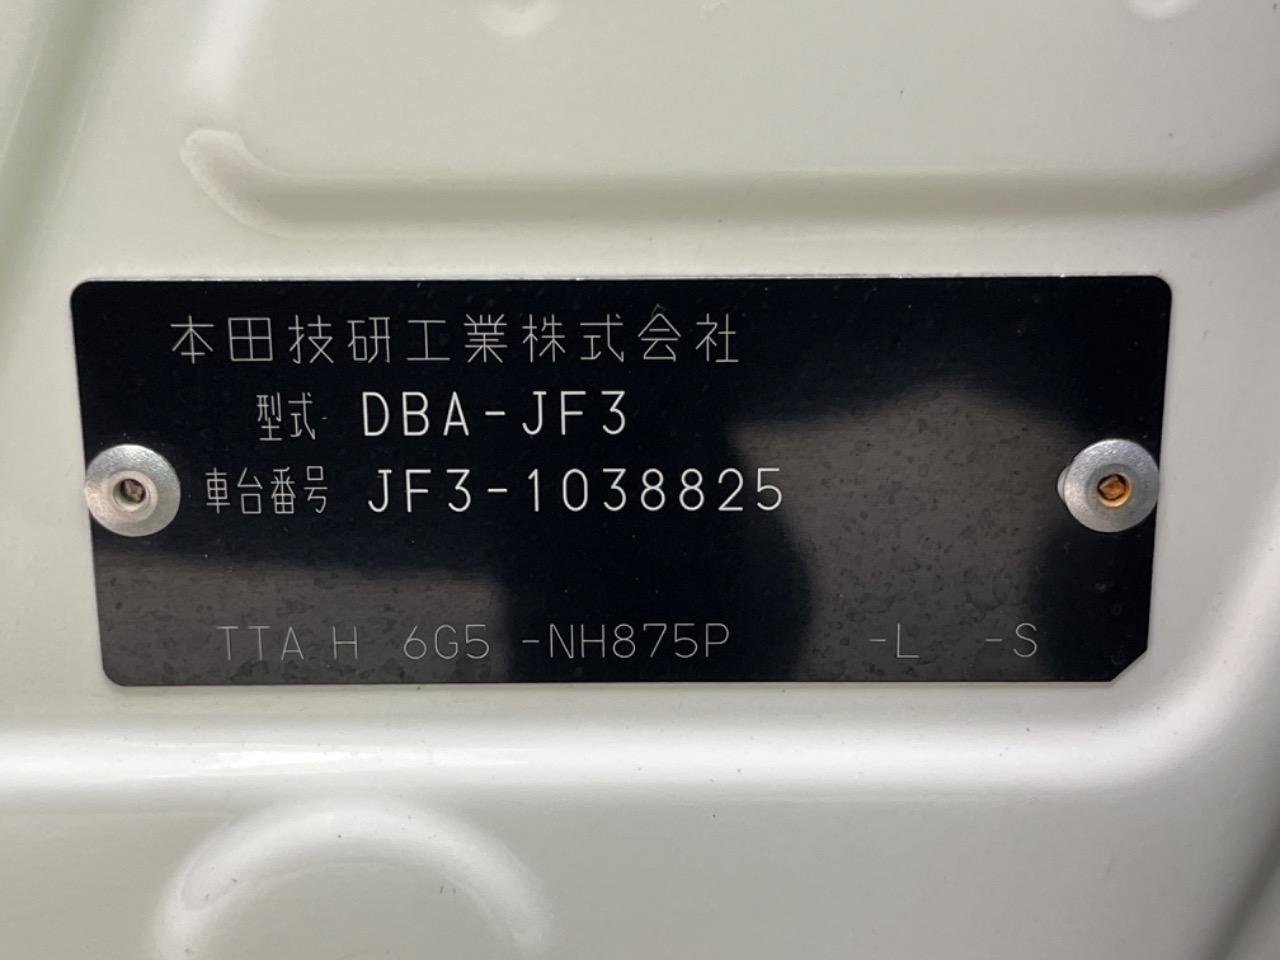 本田技研工業株式会社
型式 DBA-JF3
車台番号 JF3-1038825
TTA H 6G5 -NH875P -L -S